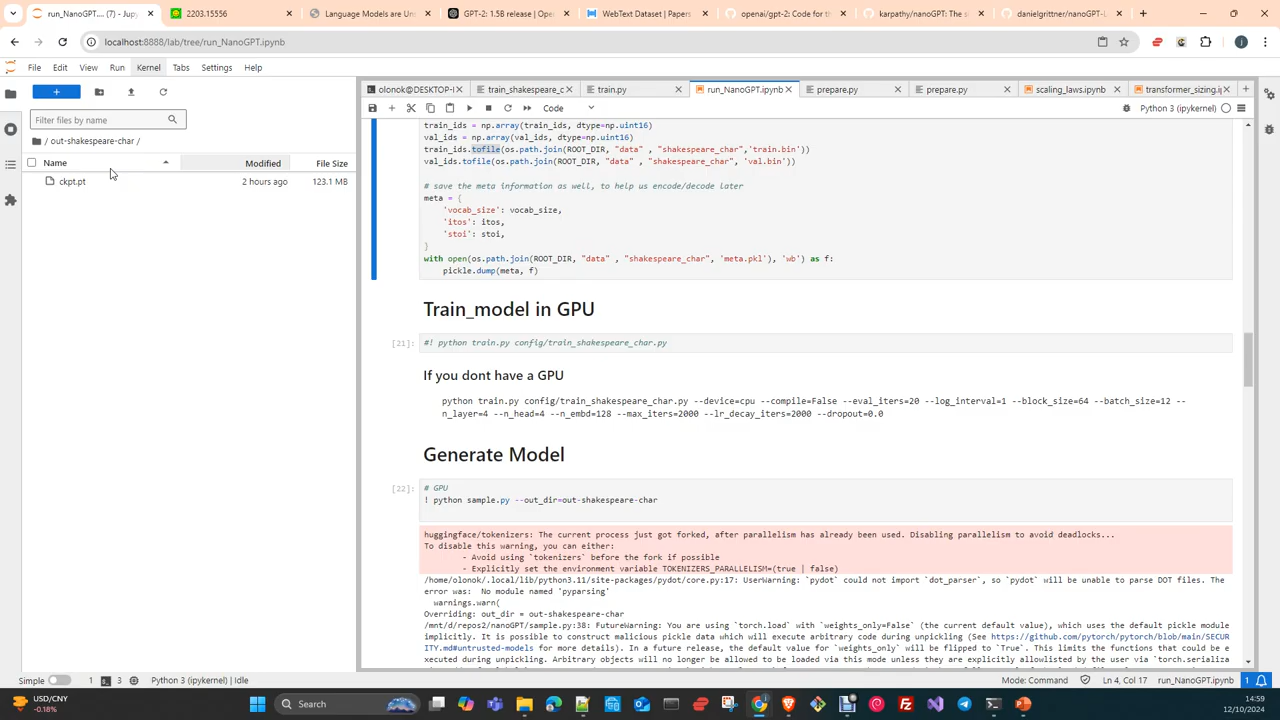 run_NanoGPT.... (7) - Jupy
2203.15556
Language Models are Uns
GPT-2: 1.5B release | Open
WebText Dataset | Papers
openai/gpt-2: Code for th
karpathy/nanoGPT: The si
danielgrittner/nanoGPT-L
localhost:8888/lab/tree/run_NanoGPT.ipynb
File Edit View Run Kernel Tabs Settings Help
olonok@DESKTOP-I
train_shakespeare_c
train.py
run_NanoGPT.ipynb
prepare.py
prepare.py
scaling_laws.ipynb
transformer_sizing.ip
Code
Python 3 (ipykernel)
Filter files by name
/ out-shakespeare-char /
Name Modified File Size
ckpt.pt 2 hours ago 123.1 MB
train_ids = np.array(train_ids, dtype=np.uint16)
val_ids = np.array(val_ids, dtype=np.uint16)
train_ids.tofile(os.path.join(ROOT_DIR, "data" , "shakespeare_char",'train.bin'))
val_ids.tofile(os.path.join(ROOT_DIR, "data" , "shakespeare_char", 'val.bin'))
# save the meta information as well, to help us encode/decode later
meta = {
'vocab_size': vocab_size,
'itos': itos,
'stoi': stoi,
}
with open(os.path.join(ROOT_DIR, "data" , "shakespeare_char", 'meta.pkl'), 'wb') as f:
pickle.dump(meta, f)
Train_model in GPU
[21]: #! python train.py config/train_shakespeare_char.py
If you dont have a GPU
python train.py config/train_shakespeare_char.py --device=cpu --compile=False --eval_iters=20 --log_interval=1 --block_size=64 --batch_size=12 --
n_layer=4 --n_head=4 --n_embd=128 --max_iters=2000 --lr_decay_iters=2000 --dropout=0.0
Generate Model
[22]: # GPU
! python sample.py --out_dir=out-shakespeare-char
huggingface/tokenizers: The current process just got forked, after parallelism has already been used. Disabling parallelism to avoid deadlocks...
To disable this warning, you can either:
- Avoid using `tokenizers` before the fork if possible
- Explicitly set the environment variable TOKENIZERS_PARALLELISM=(true | false)
/home/olonok/.local/lib/python3.11/site-packages/pydot/core.py:17: UserWarning: `pydot` could not import `dot_parser`, so `pydot` will be unable to parse DOT files. The
error was: No module named 'pyparsing'
warnings.warn(
Overriding: out_dir = out-shakespeare-char
/mnt/d/repos2/nanoGPT/sample.py:38: FutureWarning: You are using `torch.load` with `weights_only=False` (the current default value), which uses the default pickle module
implicitly. It is possible to construct malicious pickle data which will execute arbitrary code during unpickling (See https://github.com/pytorch/pytorch/blob/main/SECUR
ITY.md#untrusted-models for more details). In a future release, the default value for `weights_only` will be flipped to `True`. This limits the functions that could be e
xecuted during unpickling. Arbitrary objects will no longer be allowed to be loaded via this mode unless they are explicitly allowlisted by the user via `torch.serializa
Simple 1 3 Python 3 (ipykernel) | Idle
Mode: Command Ln 4, Col 17 run_NanoGPT.ipynb 1
USD/CNY
-0.18%
Search
14:59
12/10/2024